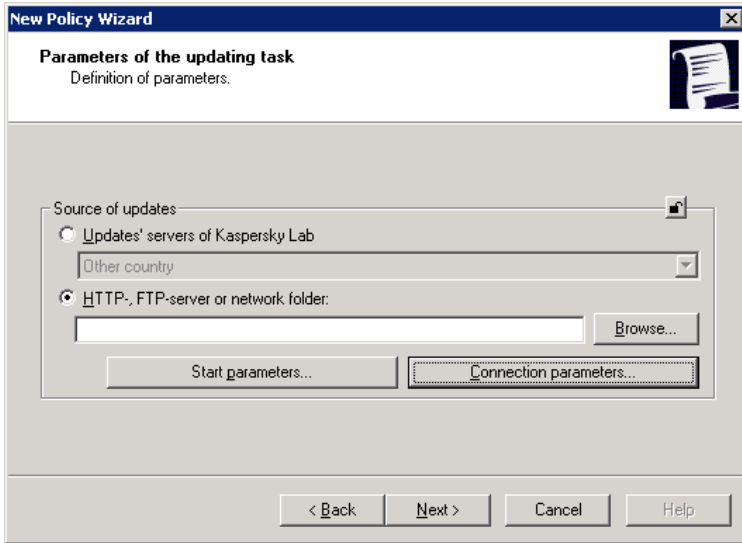 New Policy Wizard
Parameters of the updating task
Definition of parameters.
Source of updates
Updates' servers of Kaspersky Lab
Other country
HTTP-, FTP-server or network folder:
Browse...
Start parameters... Connection parameters...
< Back Next > Cancel Help